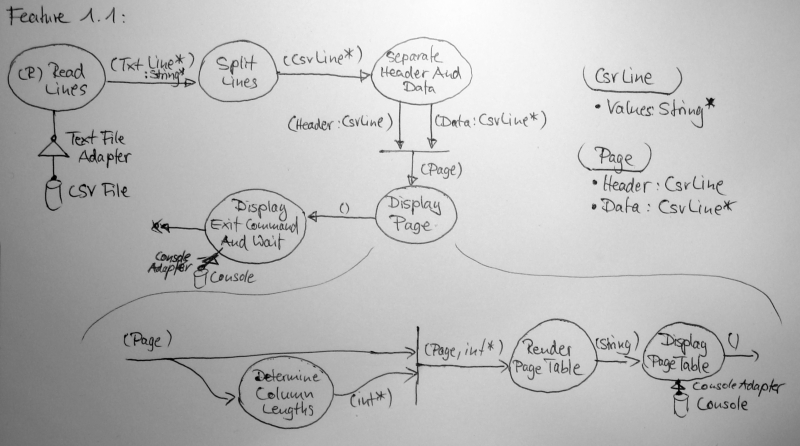 Feature 1.1:
(R) Read
Lines
(Txt Line*)
:String*
Split
Lines
(CsvLine*)
Separate
Header And
Data
(Header:CsvLine)
(Data:CsvLine*)
(Page)
Text File
Adapter
CSV File
Display
Page
()
Display
Exit Command
And Wait
Console
Adapter
Console
(CsvLine)
• Values:String*
(Page)
• Header:CsvLine
• Data:CsvLine*
(Page)
Determine
Column
Lengths
(int*)
(Page, int*)
Render
Page Table
(String)
Display
Page Table
()
ConsoleAdapter
Console